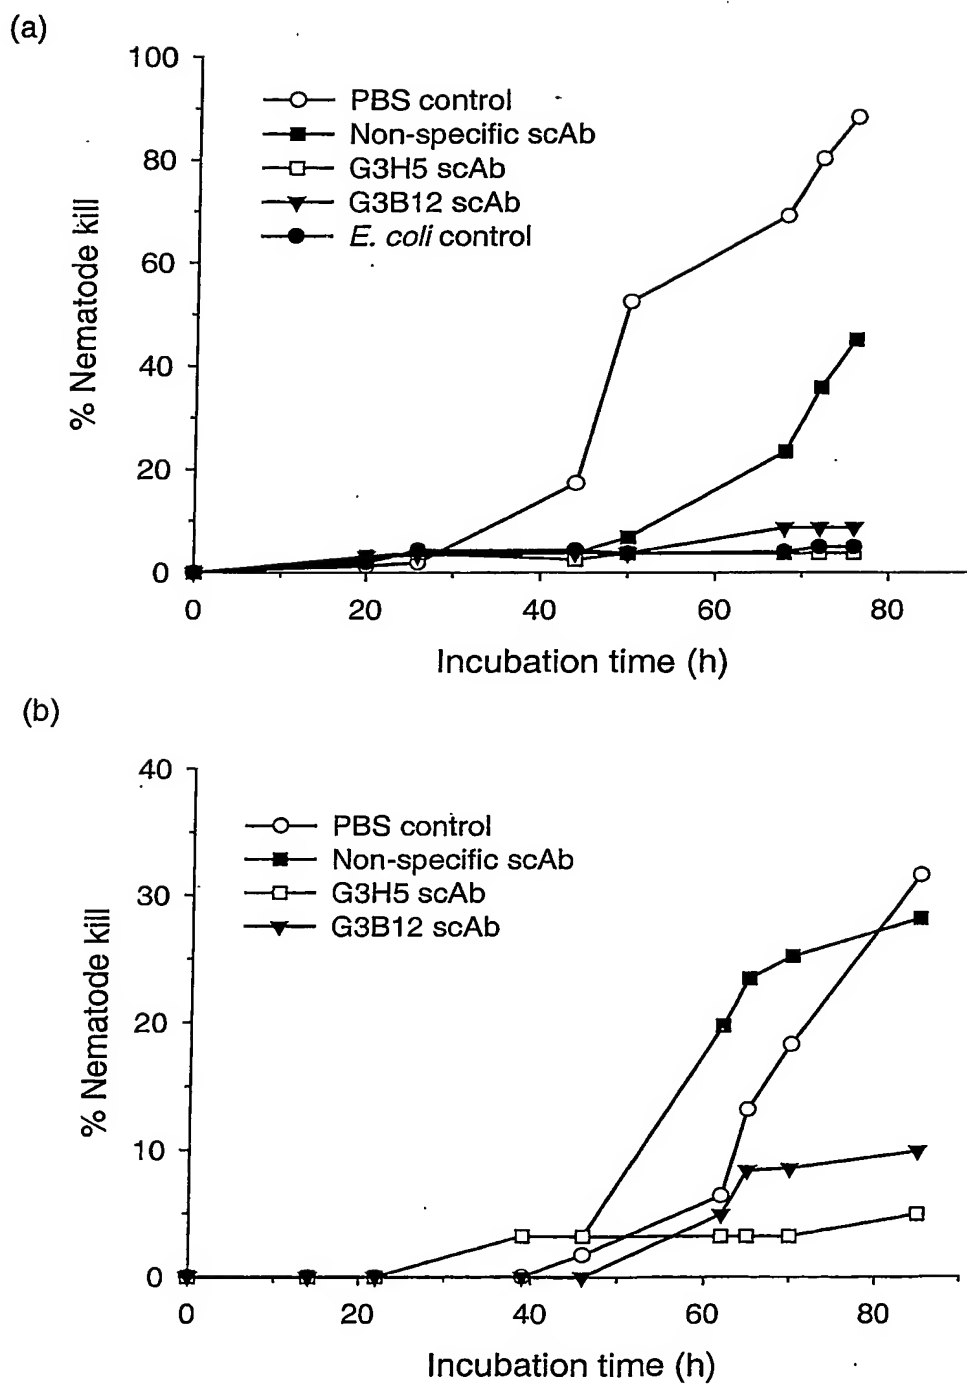 (a)
100
80
60
40
20
0
% Nematode kill
PBS control
Non-specific scAb
G3H5 scAb
G3B12 scAb
E. coli control
0 20 40 60 80
Incubation time (h)
(b)
40
30
20
10
0
% Nematode kill
PBS control
Non-specific scAb
G3H5 scAb
G3B12 scAb
0 20 40 60 80
Incubation time (h)